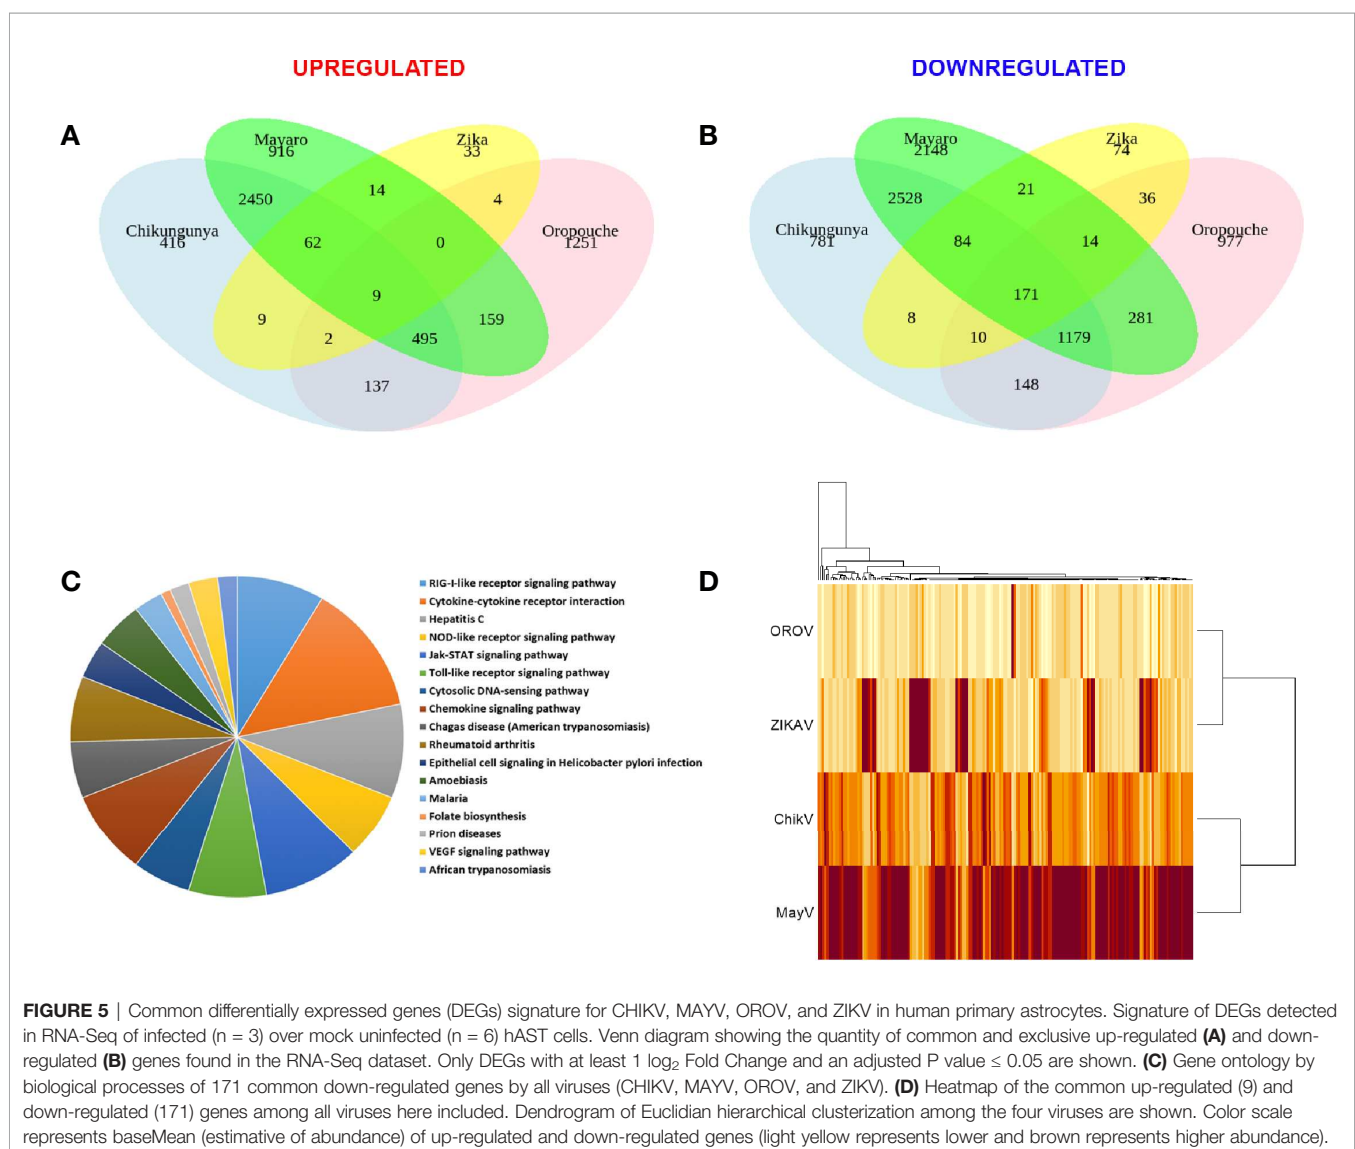 UPREGULATED
DOWNREGULATED
A
Mayaro
916
Zika
33
2450
14
4
Chikungunya
416
62
0
Oropouche
1251
9
9
2
495
159
137
B
Mayaro
2148
Zika
74
2528
21
36
Chikungunya
781
84
14
Oropouche
977
171
8
10
1179
281
148
C
RIG-I-like receptor signaling pathway
Cytokine-cytokine receptor interaction
Hepatitis C
NOD-like receptor signaling pathway
Jak-STAT signaling pathway
Toll-like receptor signaling pathway
Cytosolic DNA-sensing pathway
Chemokine signaling pathway
Chagas disease (American trypanosomiasis)
Rheumatoid arthritis
Epithelial cell signaling in Helicobacter pylori infection
Amoebiasis
Malaria
Folate biosynthesis
Prion diseases
VEGF signaling pathway
African trypanosomiasis
D
OROV
ZIKAV
ChikV
MayV
FIGURE 5 | Common differentially expressed genes (DEGs) signature for CHIKV, MAYV, OROV, and ZIKV in human primary astrocytes. Signature of DEGs detected
in RNA-Seq of infected (n = 3) over mock uninfected (n = 6) hAST cells. Venn diagram showing the quantity of common and exclusive up-regulated (A) and down-
regulated (B) genes found in the RNA-Seq dataset. Only DEGs with at least 1 log₂ Fold Change and an adjusted P value ≤ 0.05 are shown. (C) Gene ontology by
biological processes of 171 common down-regulated genes by all viruses (CHIKV, MAYV, OROV, and ZIKV). (D) Heatmap of the common up-regulated (9) and
down-regulated (171) genes among all viruses here included. Dendrogram of Euclidian hierarchical clusterization among the four viruses are shown. Color scale
represents baseMean (estimative of abundance) of up-regulated and down-regulated genes (light yellow represents lower and brown represents higher abundance).